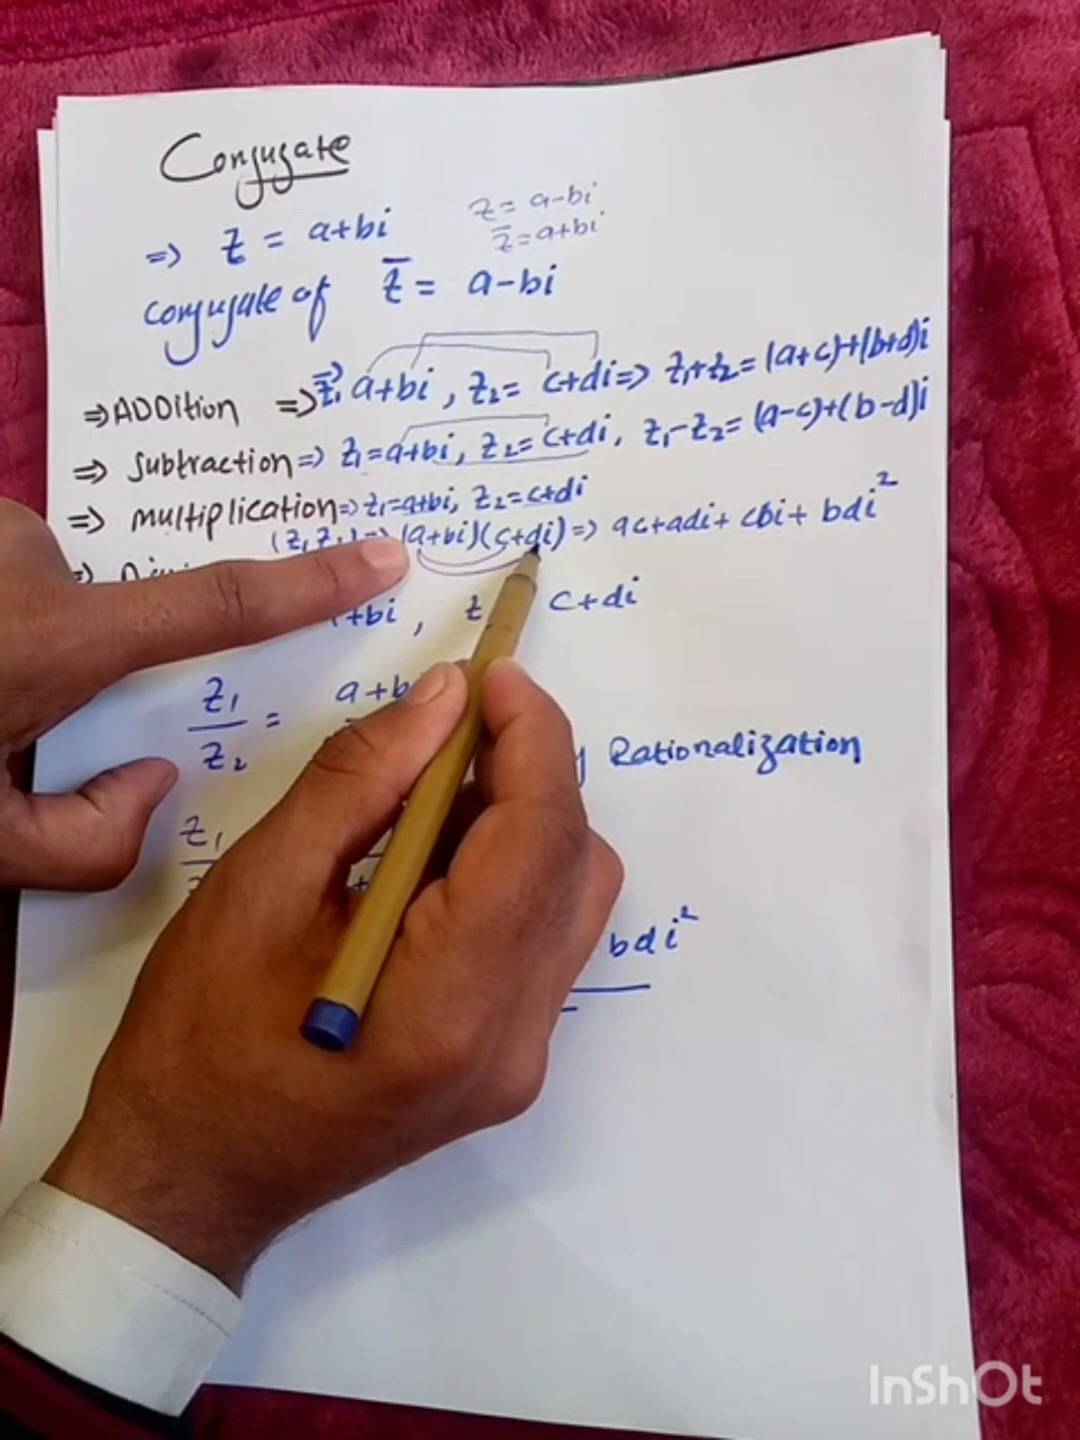 Conjugate
z = a-bi
z̄ = a+bi
=> z = a+bi
conjugate of z̄ = a-bi
=> ADDition => z₁ a+bi, z₂ = c+di => z₁+z₂ = (a+c)+(b+d)i
=> subtraction => z₁=a+bi, z₂=c+di, z₁-z₂ = (a-c)+(b-d)i
=> multiplication => z₁=a+bi, z₂=c+di
(a+bi)(c+di) => ac+adi+cbi+bdi²
+bi, z c+di
z₁/z₂ = a+b
Rationalization
z₁
bdi²
InShOt